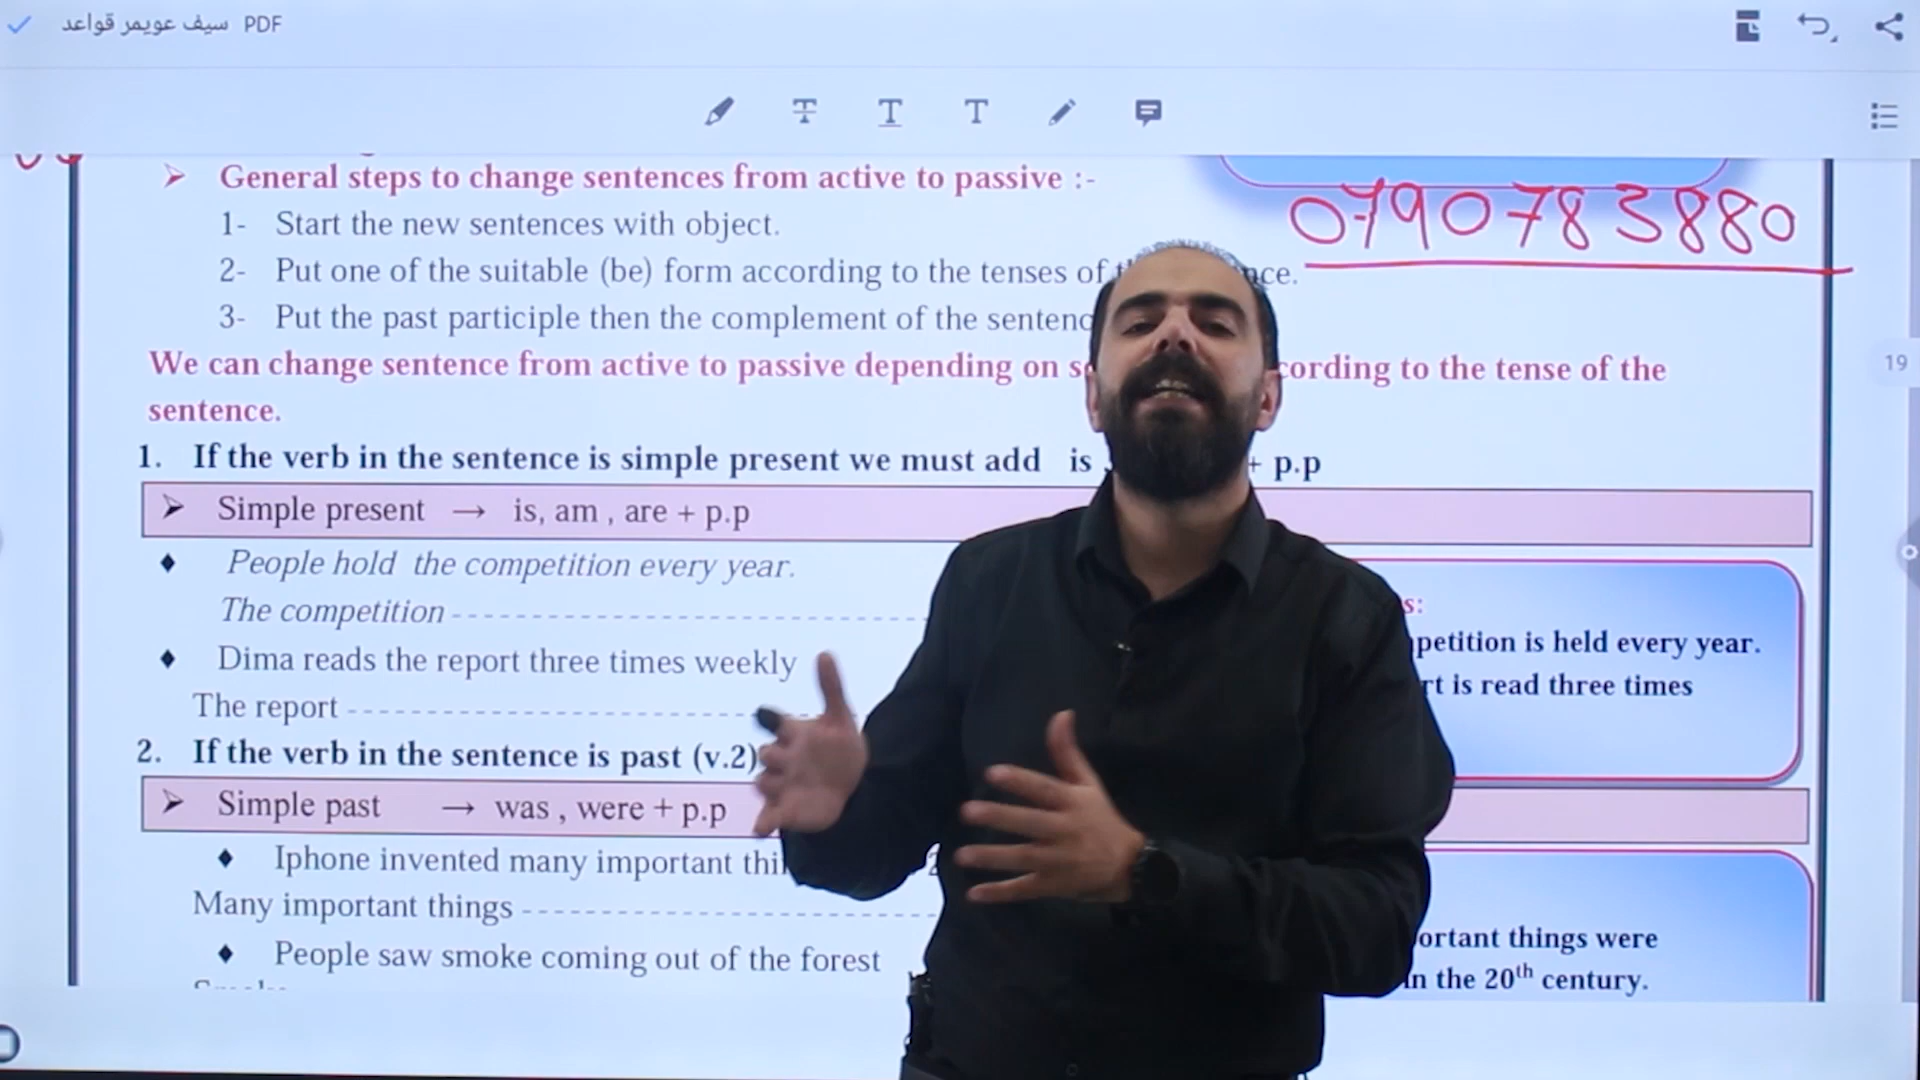 سيف عويمر قواعد PDF
General steps to change sentences from active to passive :-
0790783880
1- Start the new sentences with object.
2- Put one of the suitable (be) form according to the tenses of
3- Put the past participle then the complement of the
We can change sentence from active to passive depending on to the tense of the
sentence.
19
1. If the verb in the sentence is simple present we must add is + p.p
➢ Simple present → is, am , are + p.p
♦ People hold the competition every year.
The competition
is held every year.
♦ Dima reads the report three times weekly
is read three times
The report
2. If the verb in the sentence is past (v.2)
➢ Simple past → was , were + p.p
♦ Iphone invented many important
Many important things
things were
♦ People saw smoke coming out of the forest
in the 20th century.